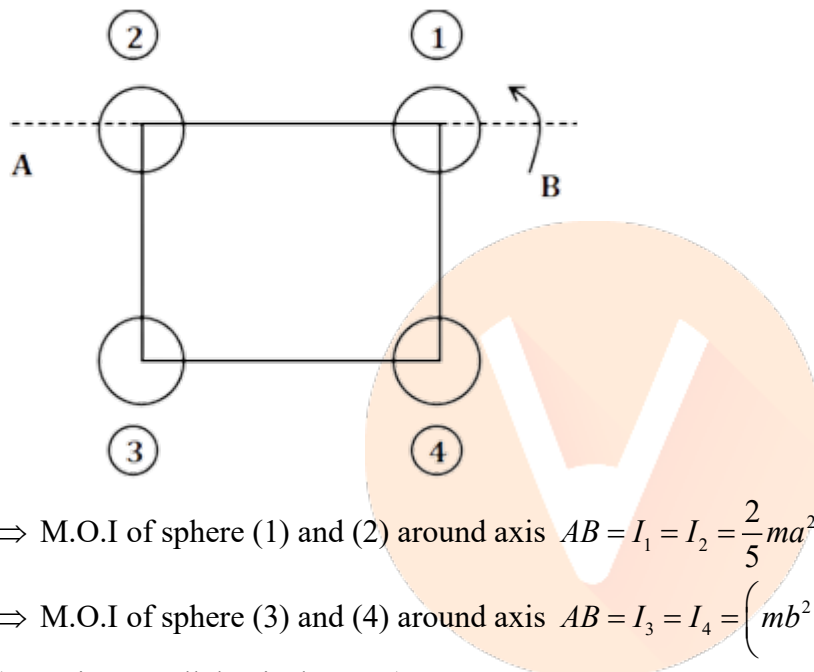 2 1
A B
3 4
⇒ M.O.I of sphere (1) and (2) around axis AB = I₁ = I₂ = 2/5 ma²
⇒ M.O.I of sphere (3) and (4) around axis AB = I₃ = I₄ = ( mb²